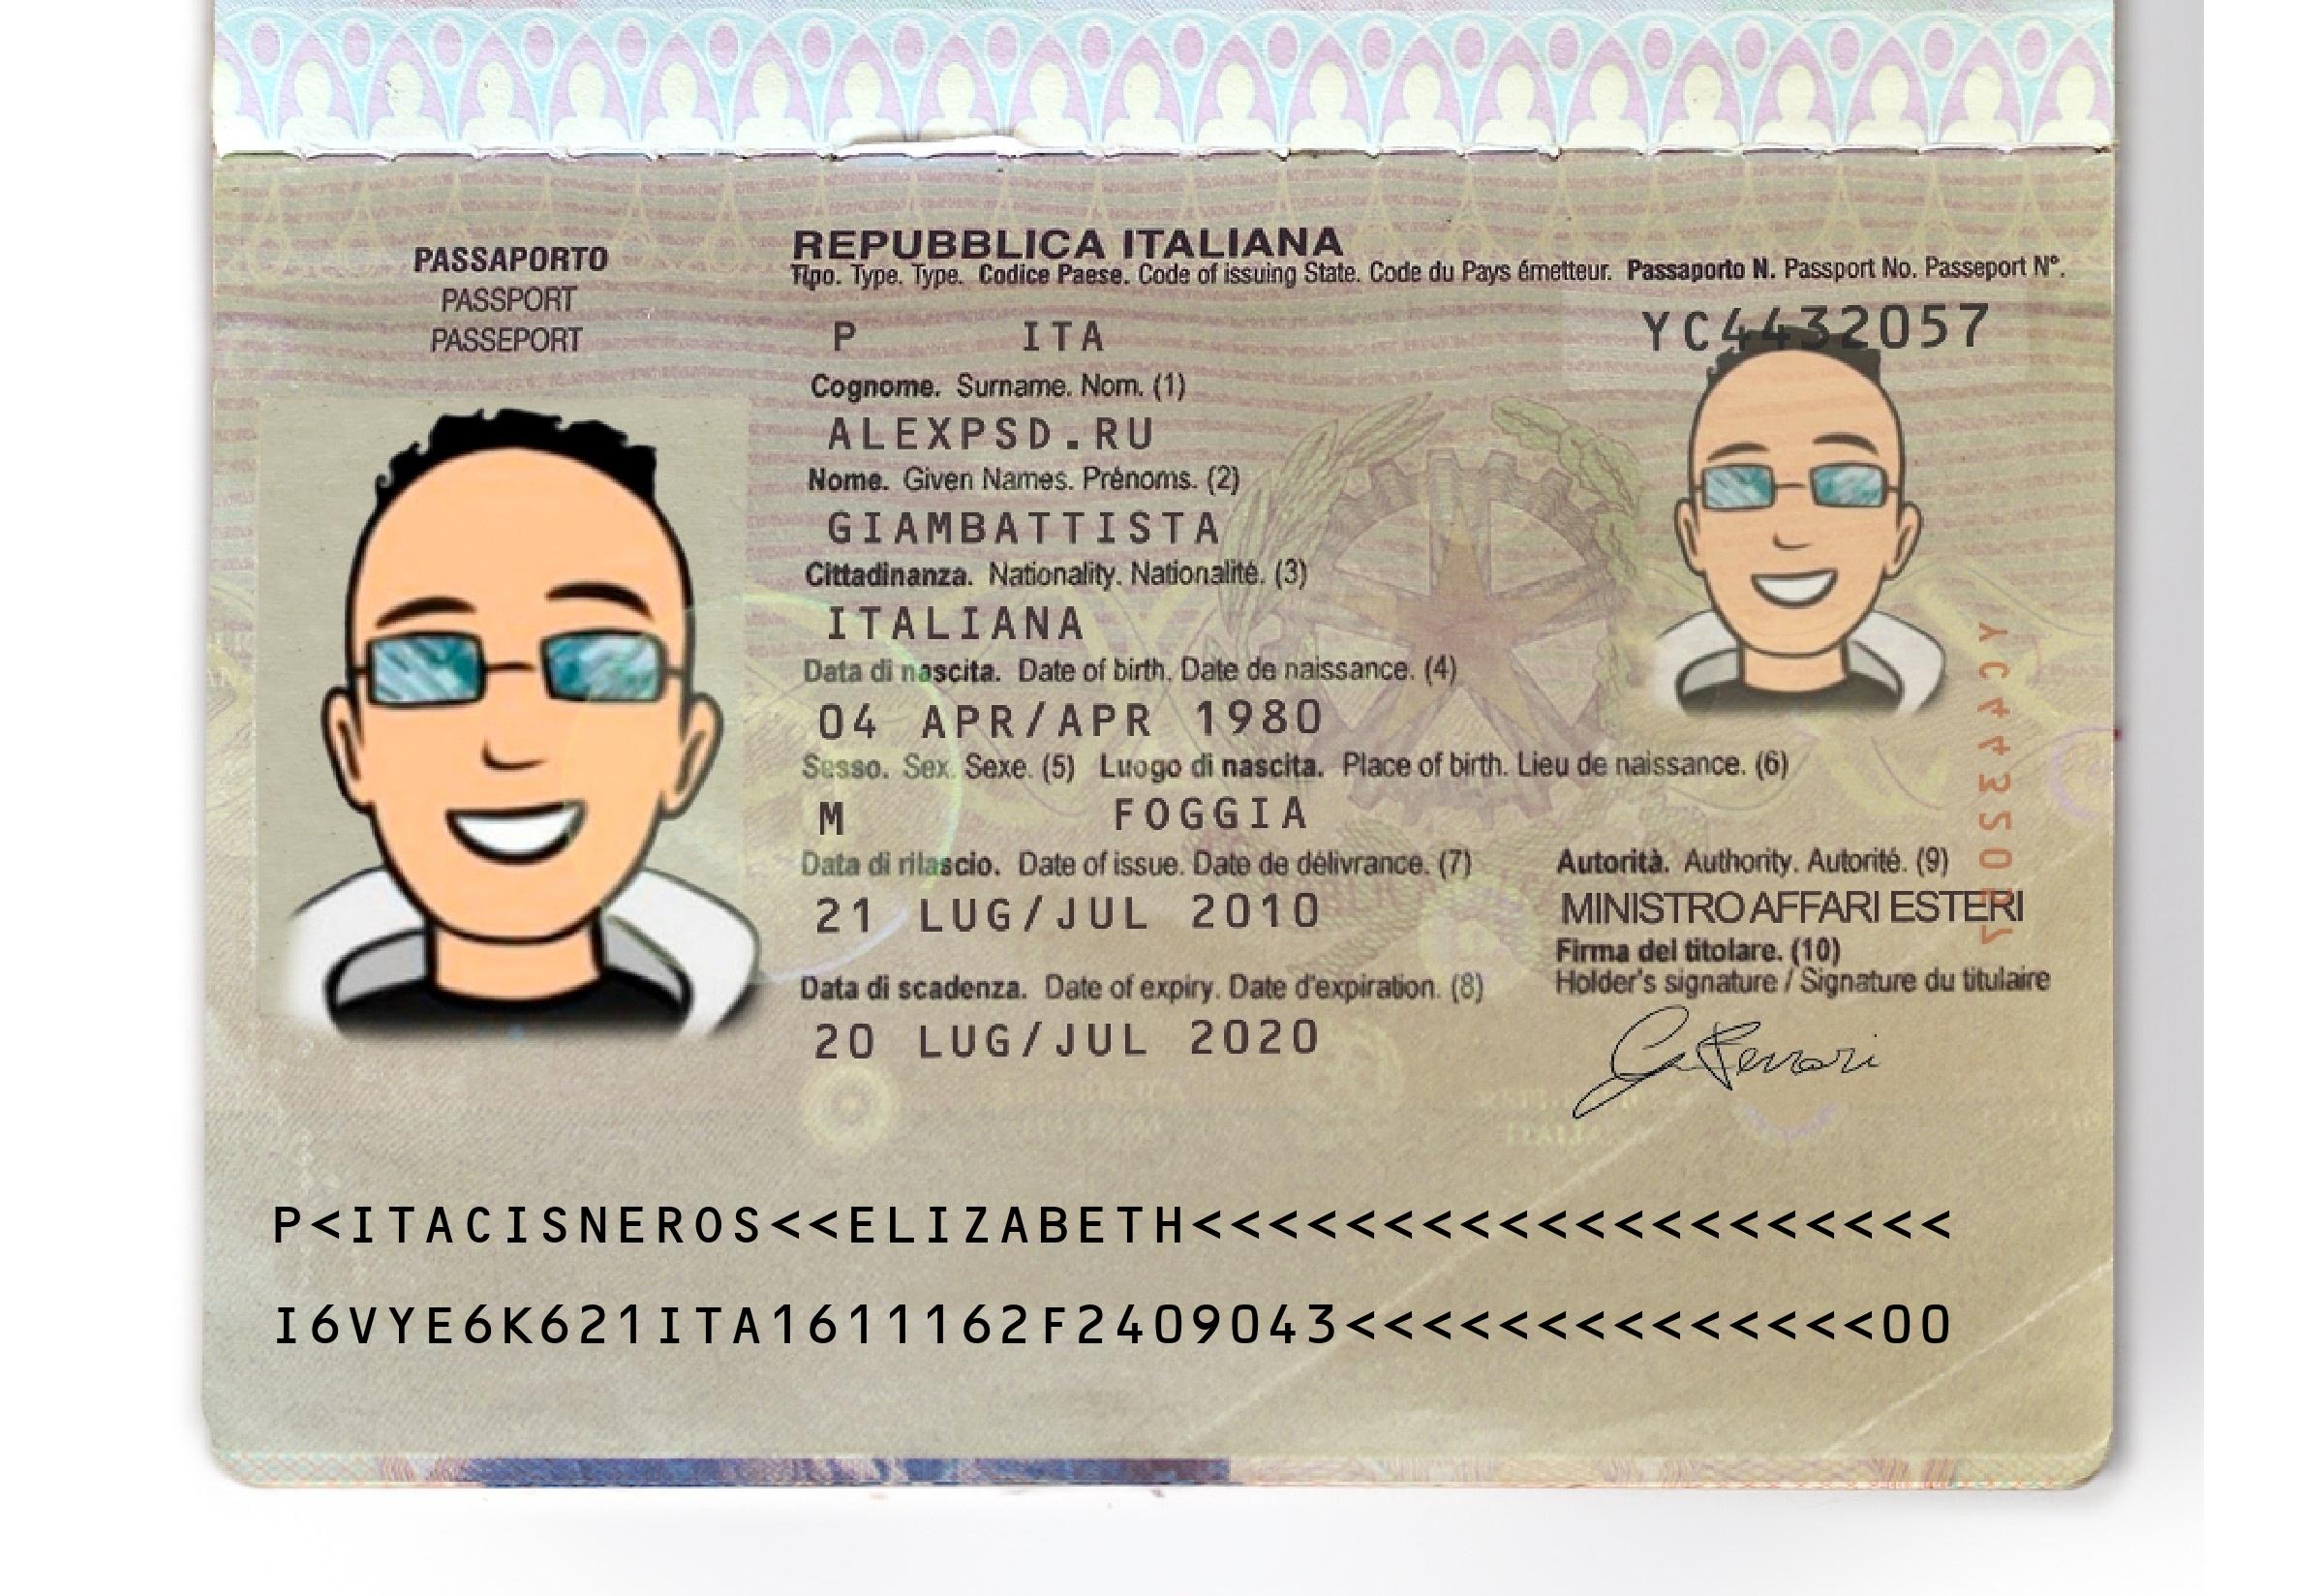 PASSAPORTO
PASSPORT
PASSEPORT
REPUBBLICA ITALIANA
Tipo. Type. Type. Codice Paese. Code of issuing State. Code du Pays émetteur. Passaporto N. Passport No. Passeport N°.
P ITA YC4432057
Cognome. Surname. Nom. (1)
ALEXPSD.RU
Nome. Given Names. Prénoms. (2)
GIAMBATTISTA
Cittadinanza. Nationality. Nationalité. (3)
ITALIANA
Data di nascita. Date of birth. Date de naissance. (4)
04 APR/APR 1980
Sesso. Sex. Sexe. (5) Luogo di nascita. Place of birth. Lieu de naissance. (6)
M FOGGIA
Data di rilascio. Date of issue. Date de délivrance. (7)
21 LUG/JUL 2010
Data di scadenza. Date of expiry. Date d'expiration. (8)
20 LUG/JUL 2020
Autorità. Authority. Autorité. (9)
MINISTRO AFFARI ESTERI
Firma del titolare. (10)
Holder's signature / Signature du titulaire
G Ferrari
YC4432057
P<ITACISNEROS<<ELIZABETH<<<<<<<<<<<<<<<<<<<<
I6VYE6K621ITA1611162F2409043<<<<<<<<<<<<<<00